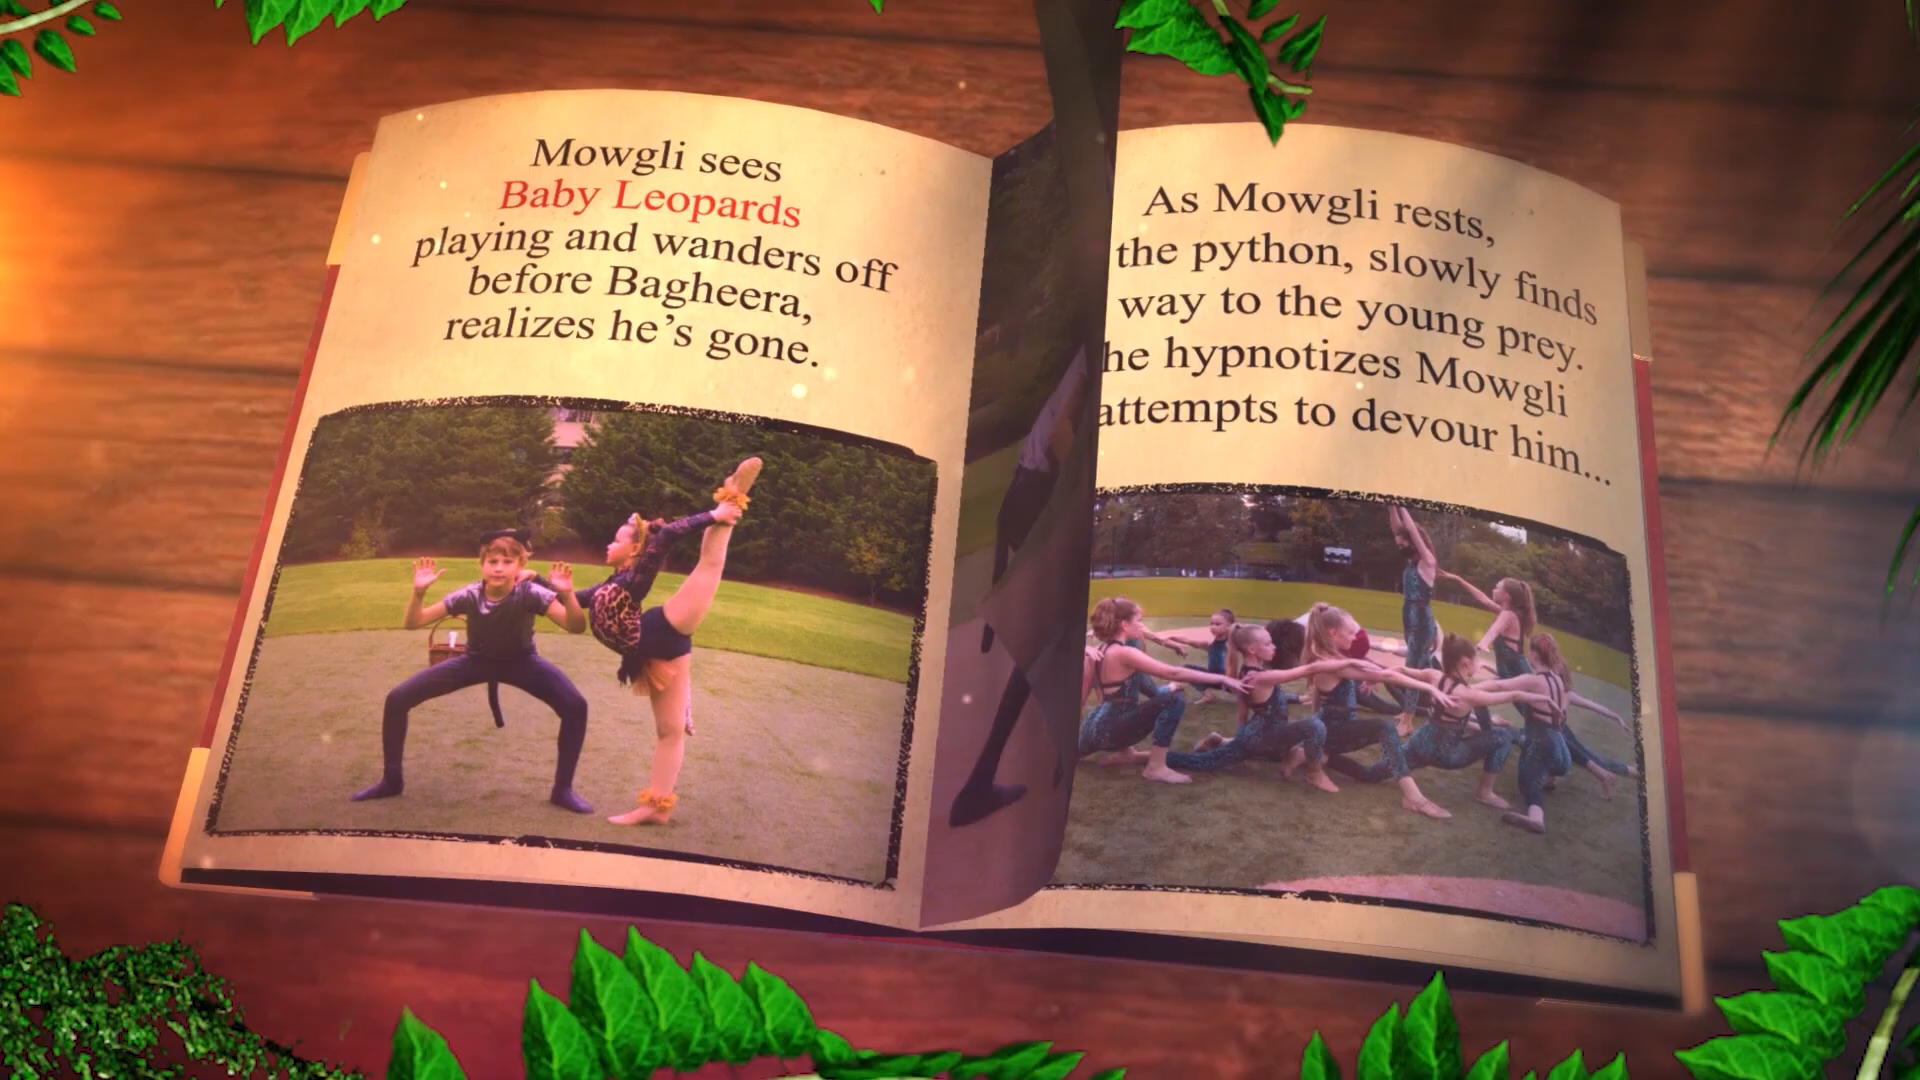 Mowgli sees
Baby Leopards
playing and wanders off
before Bagheera,
realizes he's gone.
As Mowgli rests,
the python, slowly finds
way to the young prey.
he hypnotizes Mowgli
attempts to devour him...